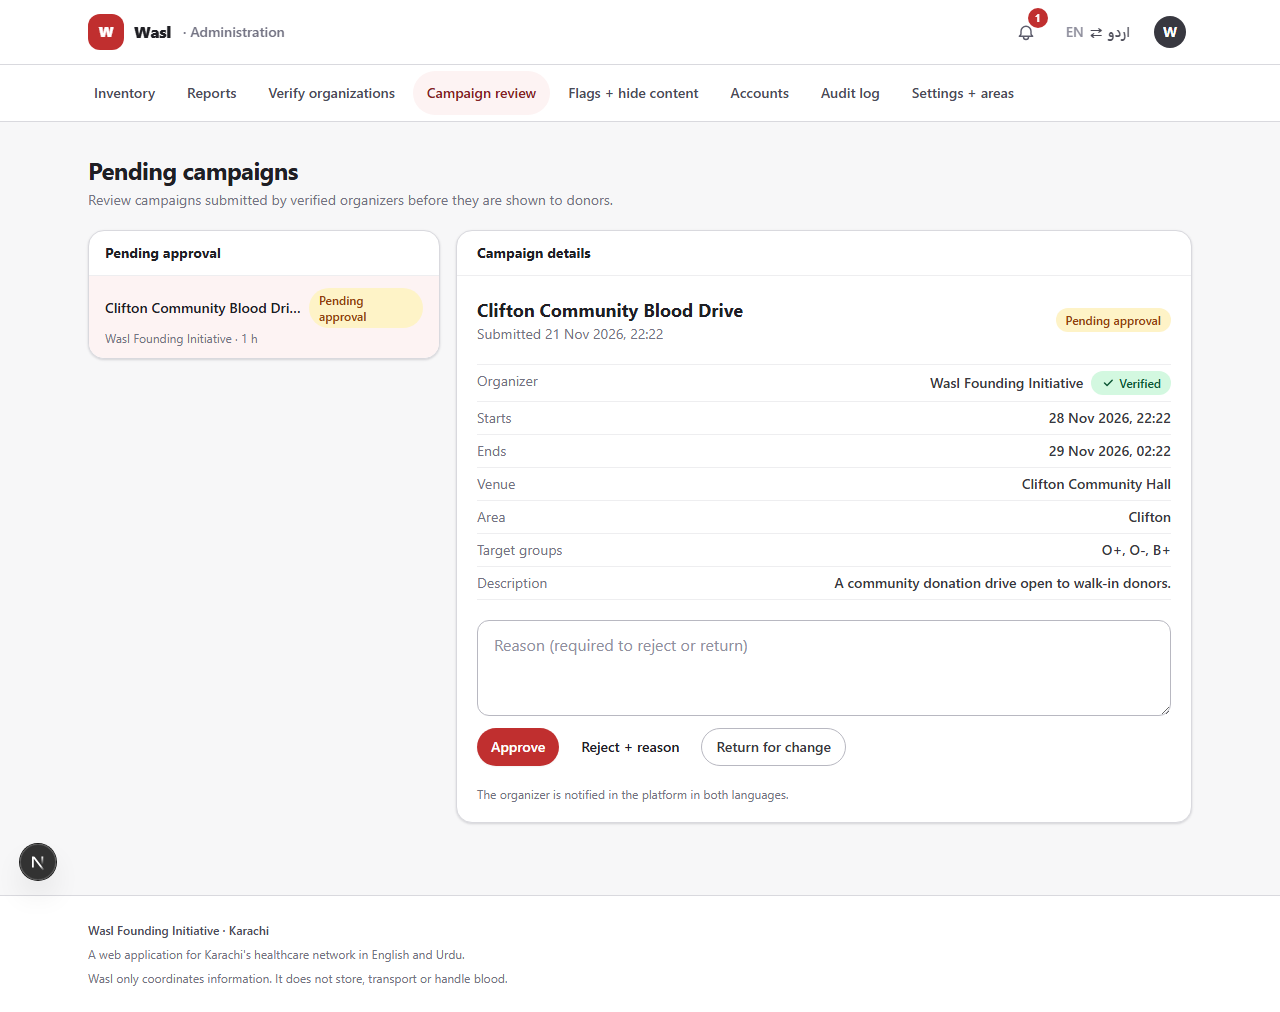 W Wasl · Administration
1
EN ⇄ اردو W
Inventory Reports Verify organizations Campaign review Flags + hide content Accounts Audit log Settings + areas
Pending campaigns
Review campaigns submitted by verified organizers before they are shown to donors.
Pending approval
Clifton Community Blood Dri... Pending approval
Wasl Founding Initiative · 1 h
Campaign details
Clifton Community Blood Drive
Submitted 21 Nov 2026, 22:22
Pending approval
Organizer Wasl Founding Initiative ✓ Verified
Starts 28 Nov 2026, 22:22
Ends 29 Nov 2026, 02:22
Venue Clifton Community Hall
Area Clifton
Target groups O+, O-, B+
Description A community donation drive open to walk-in donors.
Reason (required to reject or return)
Approve Reject + reason Return for change
The organizer is notified in the platform in both languages.
N
Wasl Founding Initiative · Karachi
A web application for Karachi's healthcare network in English and Urdu.
Wasl only coordinates information. It does not store, transport or handle blood.